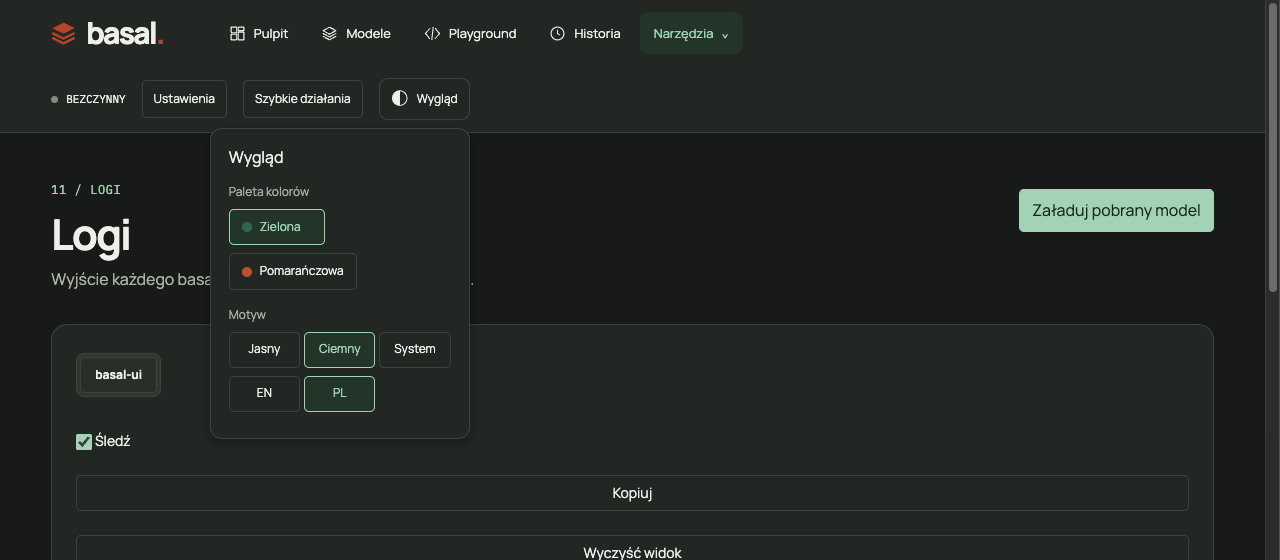 basal.
Pulpit
Modele
Playground
Historia
Narzędzia
BEZCZYNNY
Ustawienia
Szybkie działania
Wygląd
Wygląd
Paleta kolorów
Zielona
Pomarańczowa
Motyw
Jasny
Ciemny
System
EN
PL
11 / LOGI
Logi
Wyjście każdego basa
.
Załaduj pobrany model
basal-ui
Śledź
Kopiuj
Wyczyść widok